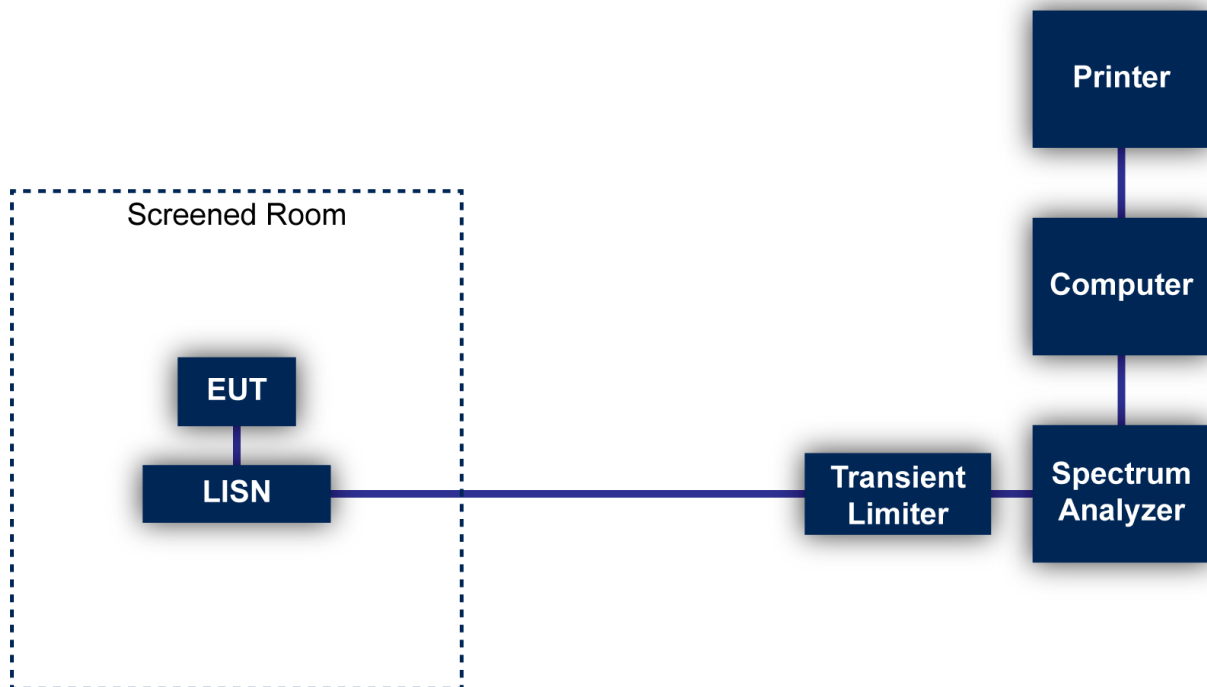 Printer
Screened Room
Computer
EUT
LISN
Transient
Limiter
Spectrum
Analyzer